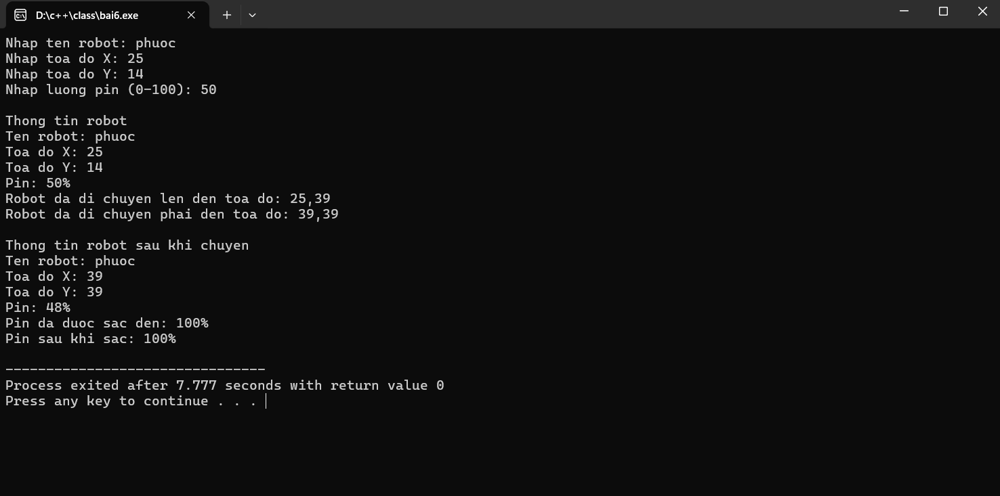 D:\c++\class\bai6.exe
Nhap ten robot: phuoc
Nhap toa do X: 25
Nhap toa do Y: 14
Nhap luong pin (0-100): 50
Thong tin robot
Ten robot: phuoc
Toa do X: 25
Toa do Y: 14
Pin: 50%
Robot da di chuyen len den toa do: 25,39
Robot da di chuyen phai den toa do: 39,39
Thong tin robot sau khi chuyen
Ten robot: phuoc
Toa do X: 39
Toa do Y: 39
Pin: 48%
Pin da duoc sac den: 100%
Pin sau khi sac: 100%
--------------------------------
Process exited after 7.777 seconds with return value 0
Press any key to continue . . .